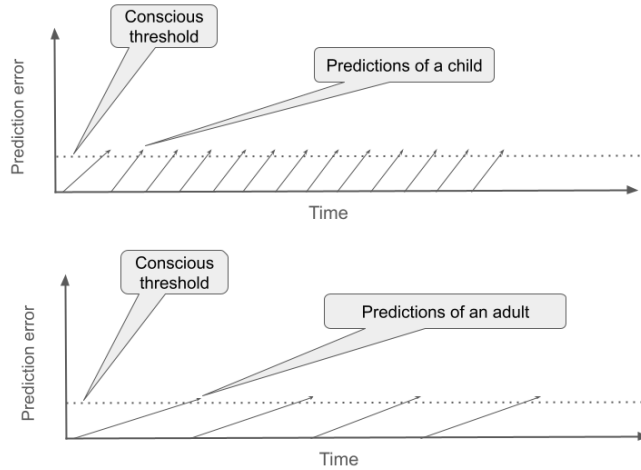 Conscious
threshold
Predictions of a child
Prediction error
Time
Conscious
threshold
Predictions of an adult
Prediction error
Time